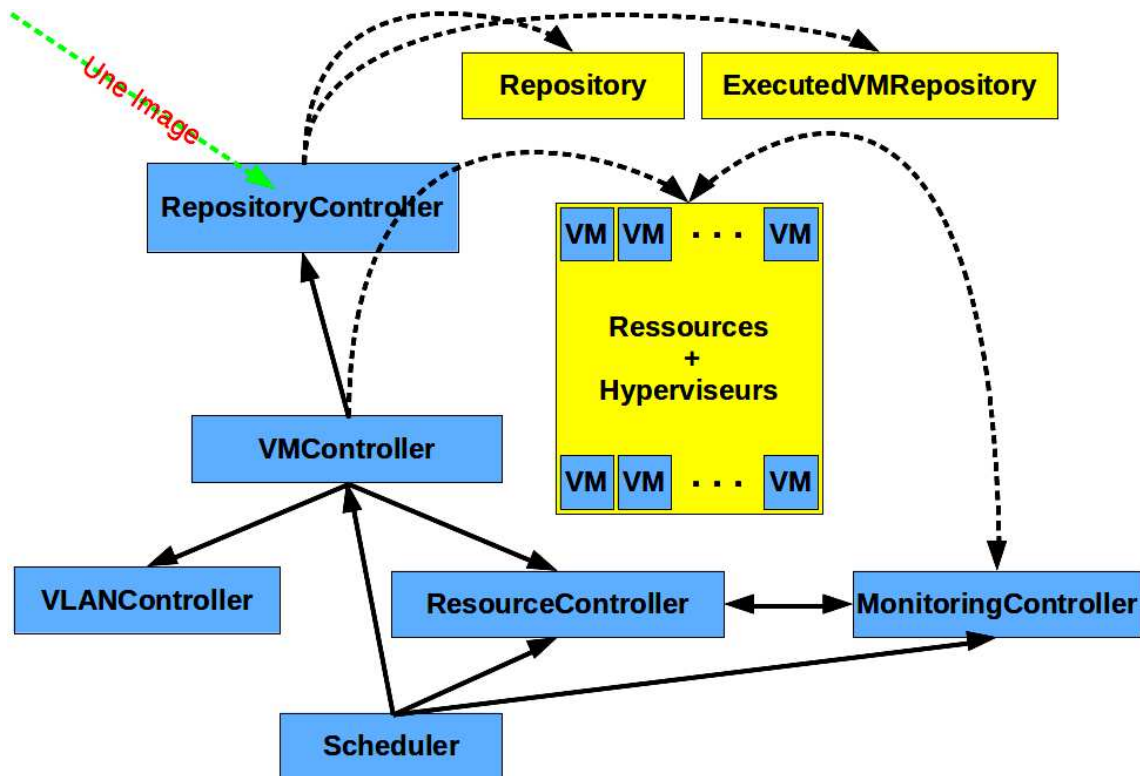 Une Image
Repository
ExecutedVMRepository
RepositoryController
VM VM . . . VM
Ressources
+
Hyperviseurs
VMController
VM VM . . . VM
VLANController
ResourceController
MonitoringController
Scheduler